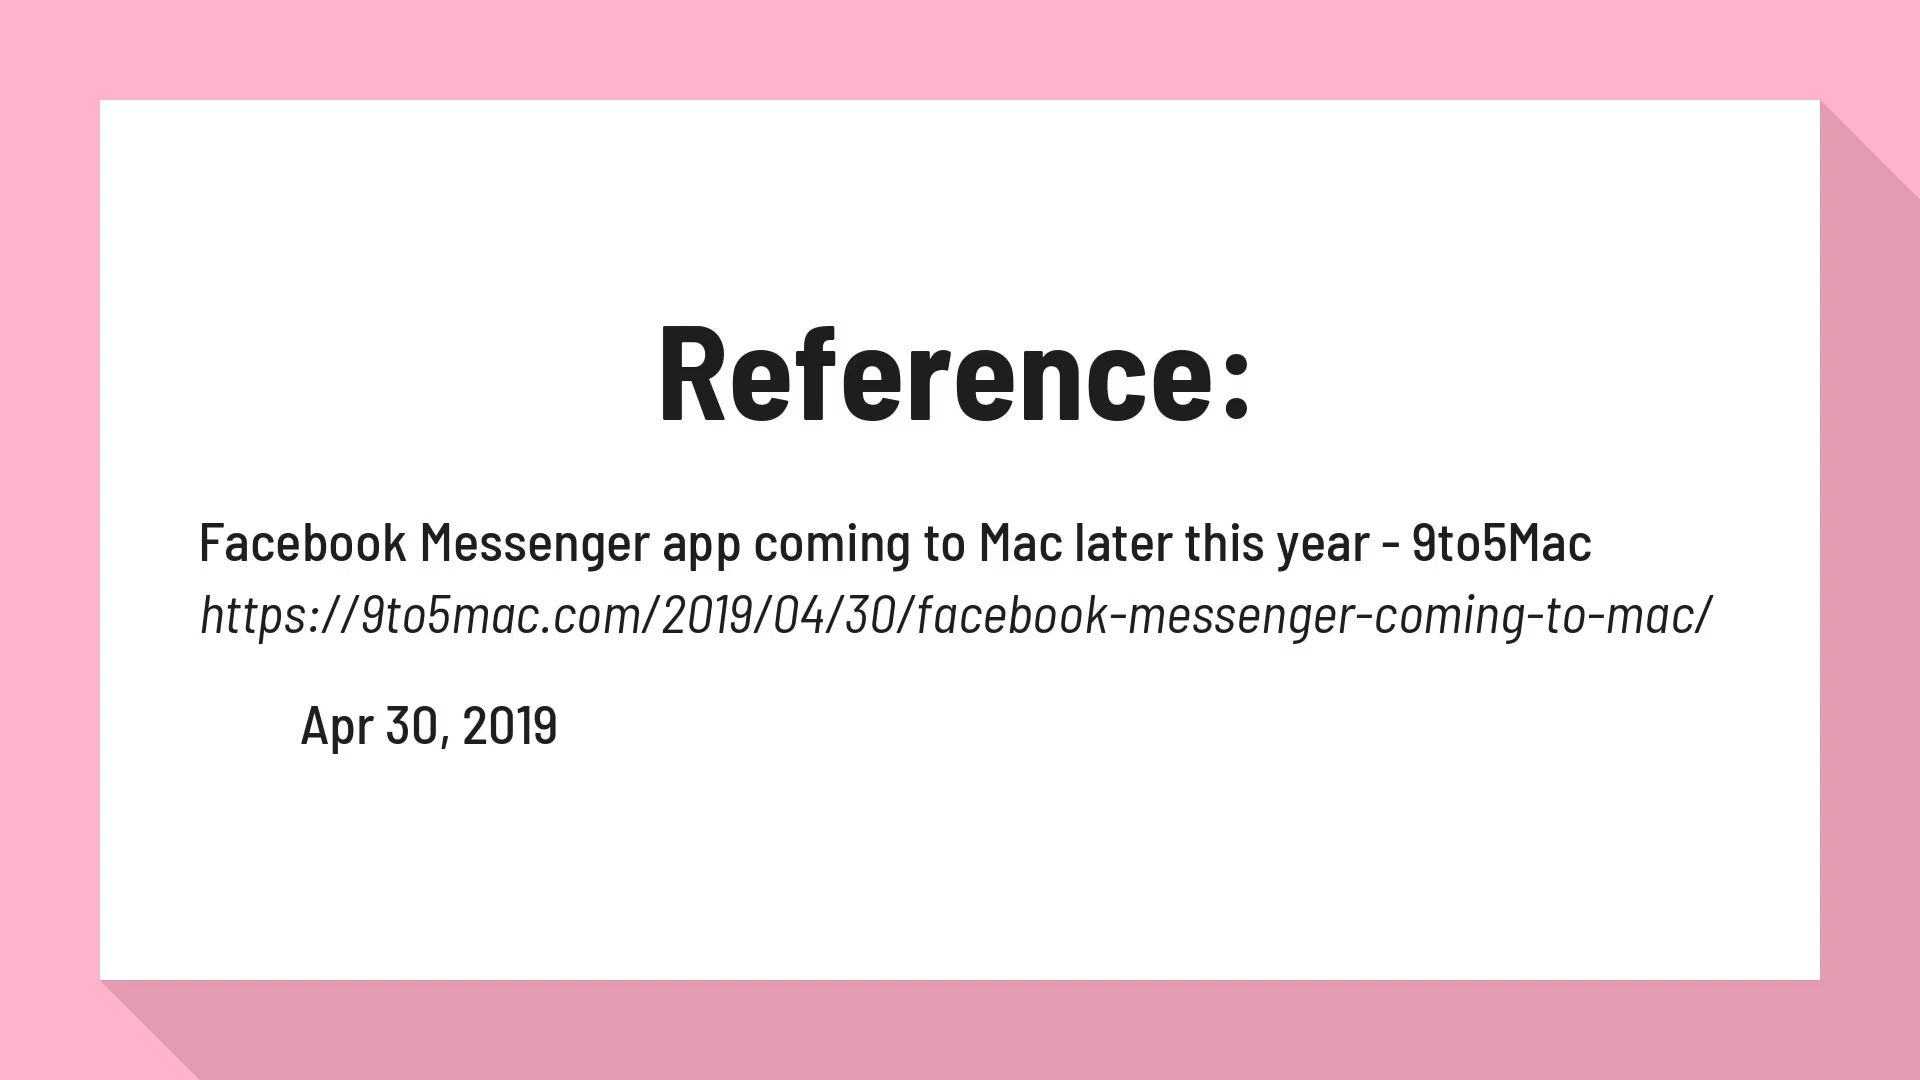 Reference:
Facebook Messenger app coming to Mac later this year - 9to5Mac
https://9to5mac.com/2019/04/30/facebook-messenger-coming-to-mac/
Apr 30, 2019